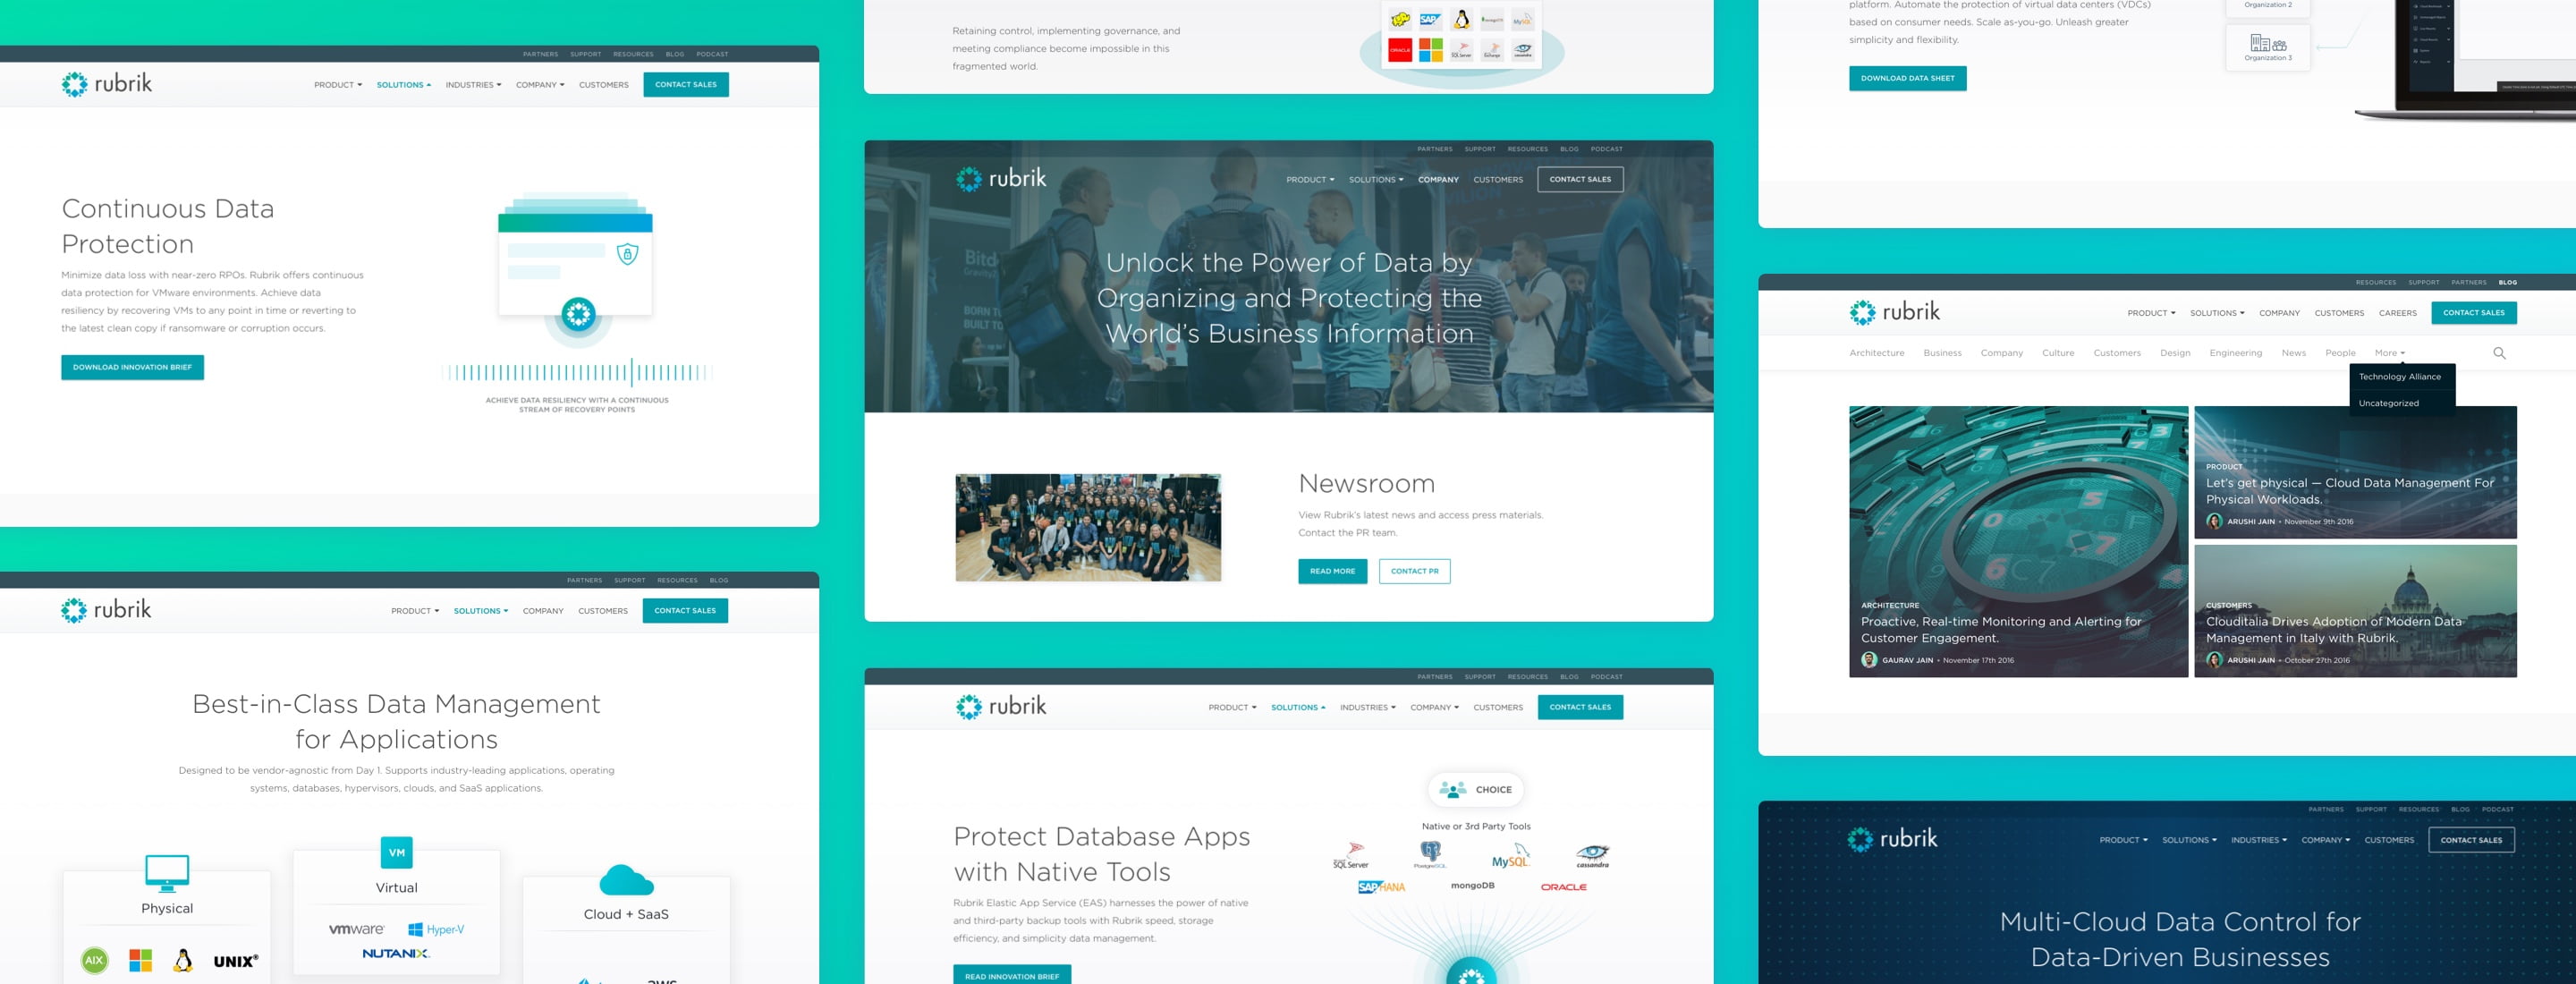 PARTNERS SUPPORT RESOURCES BLOG PODCAST
rubrik
PRODUCT SOLUTIONS INDUSTRIES COMPANY CUSTOMERS CONTACT SALES
Continuous Data
Protection
Minimize data loss with near-zero RPOs. Rubrik offers continuous
data protection for VMware environments. Achieve data
resiliency by recovering VMs to any point in time or reverting to
the latest clean copy if ransomware or corruption occurs.
DOWNLOAD INNOVATION BRIEF
ACHIEVE DATA RESILIENCY WITH A CONTINUOUS
STREAM OF RECOVERY POINTS
PARTNERS SUPPORT RESOURCES BLOG
rubrik
PRODUCT SOLUTIONS COMPANY CUSTOMERS CONTACT SALES
Best-in-Class Data Management
for Applications
Designed to be vendor-agnostic from Day 1. Supports industry-leading applications, operating
systems, databases, hypervisors, clouds, and SaaS applications.
VM
Physical
Virtual
Cloud + SaaS
vmware Hyper-V
NUTANIX
AIX UNIX
aws
Retaining control, implementing governance, and
meeting compliance become impossible in this
fragmented world.
SAP MySQL
ORACLE SQL Server Exchange cassandra
PARTNERS SUPPORT RESOURCES BLOG PODCAST
rubrik
PRODUCT SOLUTIONS COMPANY CUSTOMERS CONTACT SALES
Unlock the Power of Data by
Organizing and Protecting the
World's Business Information
Newsroom
View Rubrik's latest news and access press materials.
Contact the PR team.
READ MORE CONTACT PR
PARTNERS SUPPORT RESOURCES BLOG PODCAST
rubrik
PRODUCT SOLUTIONS INDUSTRIES COMPANY CUSTOMERS CONTACT SALES
CHOICE
Native or 3rd Party Tools
SQL Server PostgreSQL MySQL cassandra
SAP HANA mongoDB ORACLE
Protect Database Apps
with Native Tools
Rubrik Elastic App Service (EAS) harnesses the power of native
and third-party backup tools with Rubrik speed, storage
efficiency, and simplicity data management.
READ INNOVATION BRIEF
platform. Automate the protection of virtual data centers (VDCs)
based on consumer needs. Scale as-you-go. Unleash greater
simplicity and flexibility.
DOWNLOAD DATA SHEET
Organization 2
Organization 3
RESOURCES SUPPORT PARTNERS BLOG
rubrik
PRODUCT SOLUTIONS COMPANY CUSTOMERS CAREERS CONTACT SALES
Architecture Business Company Culture Customers Design Engineering News People More
Technology Alliance
Uncategorized
ARCHITECTURE
Proactive, Real-time Monitoring and Alerting for
Customer Engagement.
GAURAV JAIN • November 17th 2016
PRODUCT
Let's get physical — Cloud Data Management For
Physical Workloads.
ARUSHI JAIN • November 9th 2016
CUSTOMERS
Clouditalia Drives Adoption of Modern Data
Management in Italy with Rubrik.
ARUSHI JAIN • October 27th 2016
PARTNERS SUPPORT RESOURCES BLOG PODCAST
rubrik
PRODUCT SOLUTIONS INDUSTRIES COMPANY CUSTOMERS CONTACT SALES
Multi-Cloud Data Control for
Data-Driven Businesses